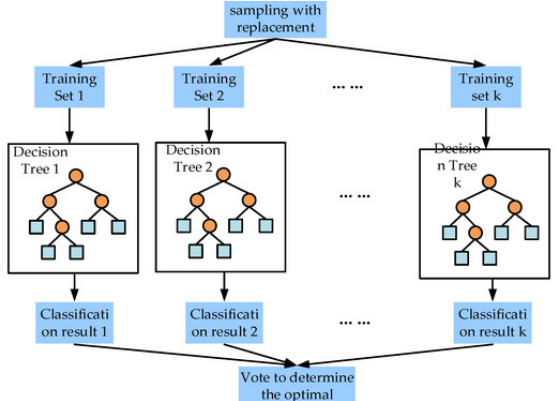 sampling with
replacement
Training
Set 1
Training
Set 2
... ...
Training
set k
Decision
Tree 1
Decision
Tree 2
... ...
Decisio
n Tree
k
Classificati
on result 1
Classificati
on result 2
... ...
Classificati
on result k
Vote to determine
the optimal